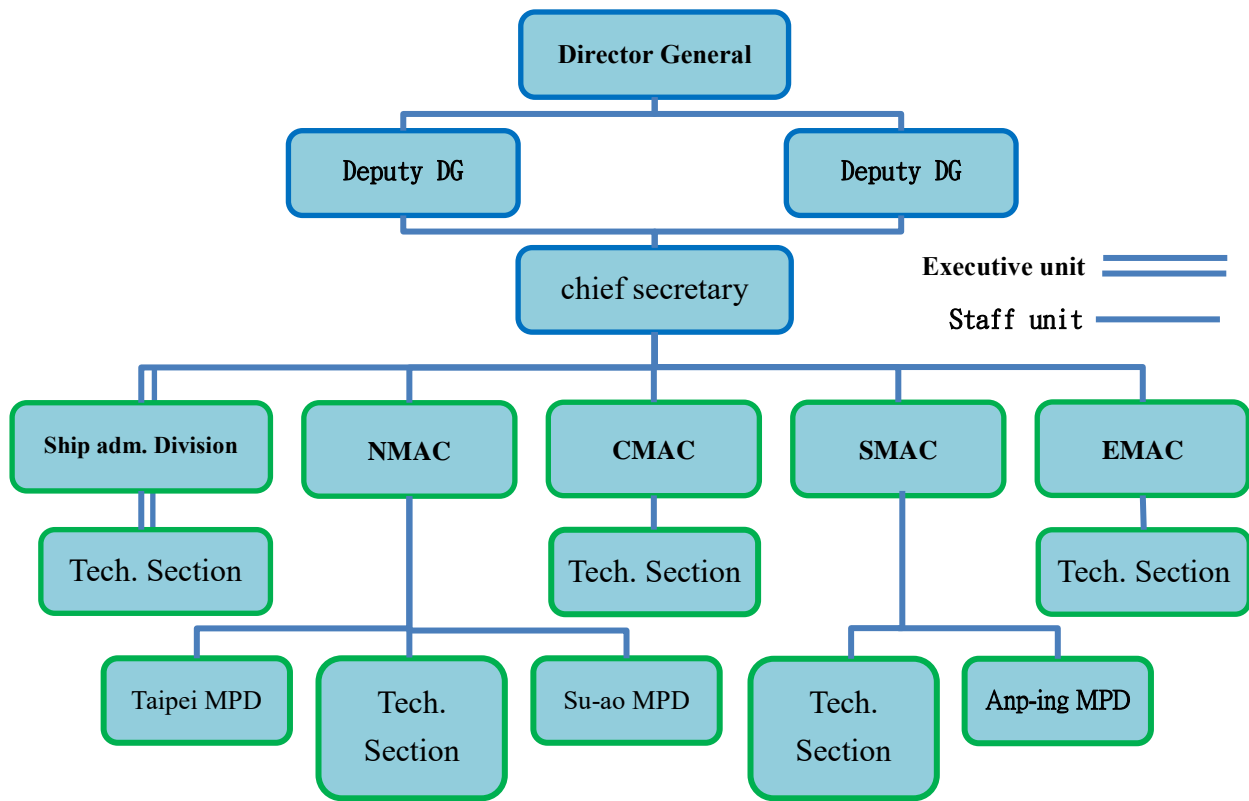 Director General
Deputy DG
Deputy DG
chief secretary
Executive unit
Staff unit
Ship adm. Division
NMAC
CMAC
SMAC
EMAC
Tech. Section
Tech. Section
Tech. Section
Taipei MPD
Tech.
Section
Su-ao MPD
Tech.
Section
Anp-ing MPD